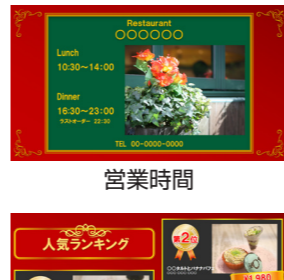 Restaurant
○○○○○○
Lunch
10:30～14:00
Dinner
16:30～23:00
ラストオーダー 22:30
TEL 00-0000-0000
営業時間
人気ランキング
第2位
¥1,980